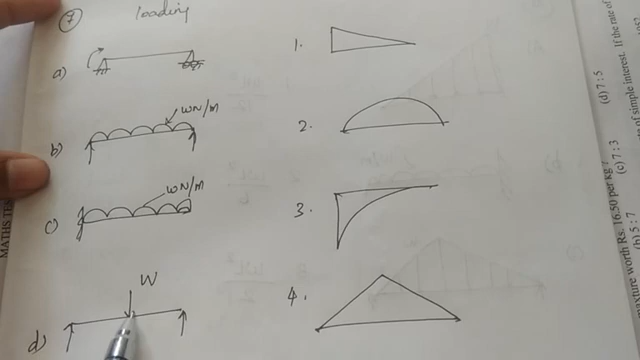 7 loading
a) 1.
b) wN/m 2.
c) wN/m 3.
d) W 4.
MATHS TES
(d) 7 : 5
of simple interest. If the rate of
mixture worth Rs. 16.50 per kg ?
(c) 7 : 3
(b) 5 : 7